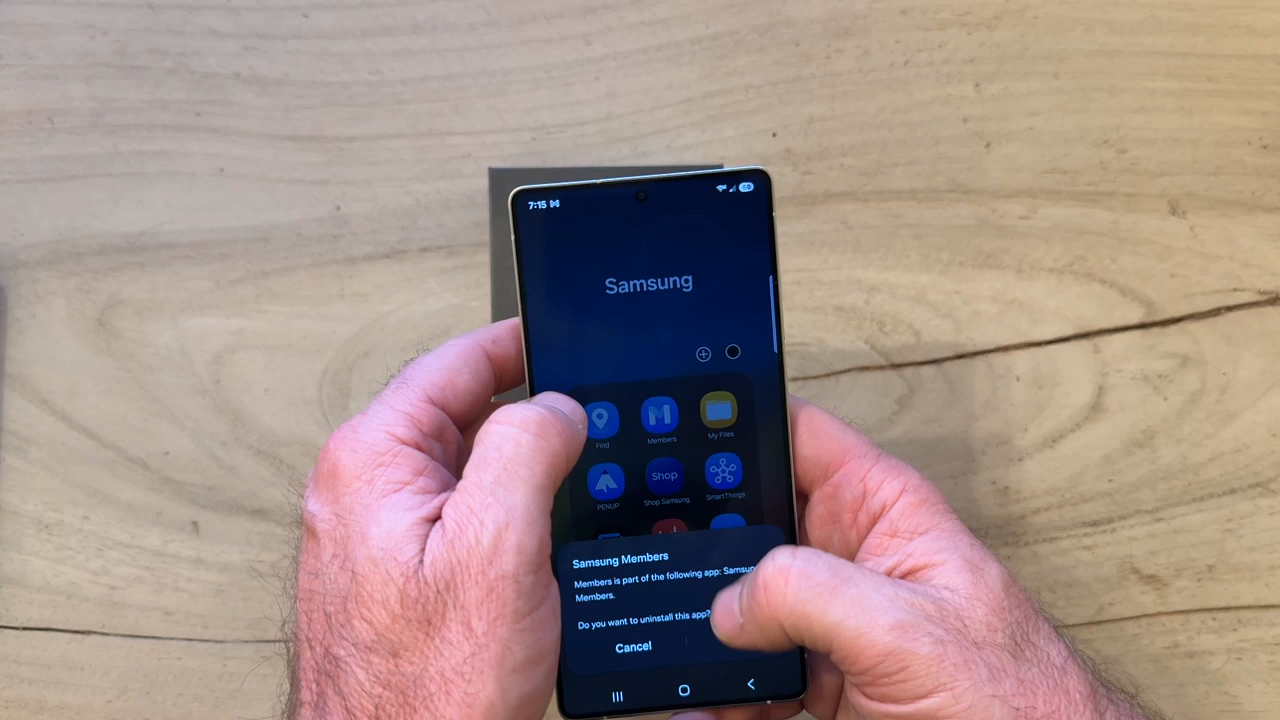 7:15
60
Samsung
Find
Members
My Files
PENUP
Shop
Shop Samsung
SmartThings
Samsung Members
Members is part of the following app: Samsung
Members.
Do you want to uninstall this app?
Cancel